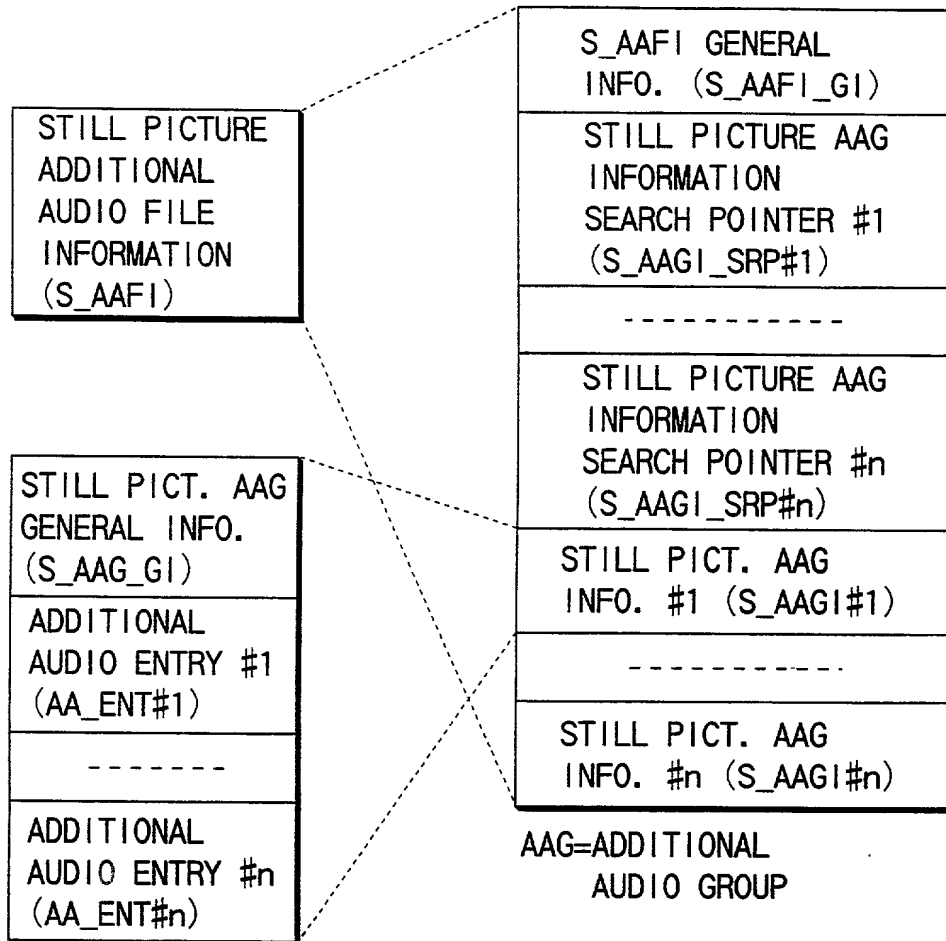 STILL PICTURE
ADDITIONAL
AUDIO FILE
INFORMATION
(S_AAFI)
STILL PICT. AAG
GENERAL INFO.
(S_AAG_GI)
ADDITIONAL
AUDIO ENTRY #1
(AA_ENT#1)
-------
ADDITIONAL
AUDIO ENTRY #n
(AA_ENT#n)
S_AAFI GENERAL
INFO. (S_AAFI_GI)
STILL PICTURE AAG
INFORMATION
SEARCH POINTER #1
(S_AAGI_SRP#1)
-----------
STILL PICTURE AAG
INFORMATION
SEARCH POINTER #n
(S_AAGI_SRP#n)
STILL PICT. AAG
INFO. #1 (S_AAGI#1)
-----------
STILL PICT. AAG
INFO. #n (S_AAGI#n)
AAG=ADDITIONAL
AUDIO GROUP